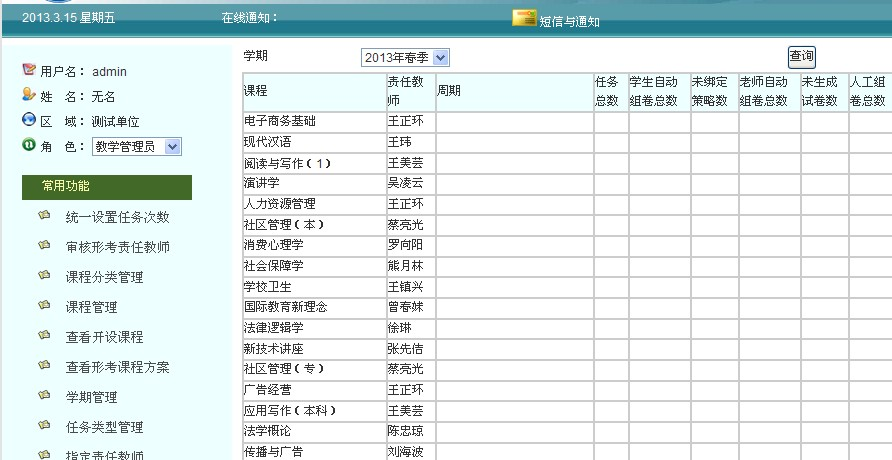 2013.3.15 星期五 在线通知： 短信与通知
用户名： admin
姓 名： 无名
区 域： 测试单位
角 色： 教学管理员
常用功能
统一设置任务次数
审核形考责任教师
课程分类管理
课程管理
查看开设课程
查看形考课程方案
学期管理
任务类型管理
指定责任教师
学期 2013年春季 查询
课程 责任教师 周期 任务总数 学生自动组卷总数 未绑定策略数 老师自动组卷总数 未生成试卷数 人工组卷总数
电子商务基础 王正环
现代汉语 王玮
阅读与写作（1） 王美芸
演讲学 吴凌云
人力资源管理 王正环
社区管理（本） 蔡亮光
消费心理学 罗向阳
社会保障学 熊月林
学校卫生 王镇兴
国际教育新理念 曾春妹
法律逻辑学 徐琳
新技术讲座 张先佶
社区管理（专） 蔡亮光
广告经营 王正环
应用写作（本科） 王美芸
法学概论 陈忠琼
传播与广告 刘海波